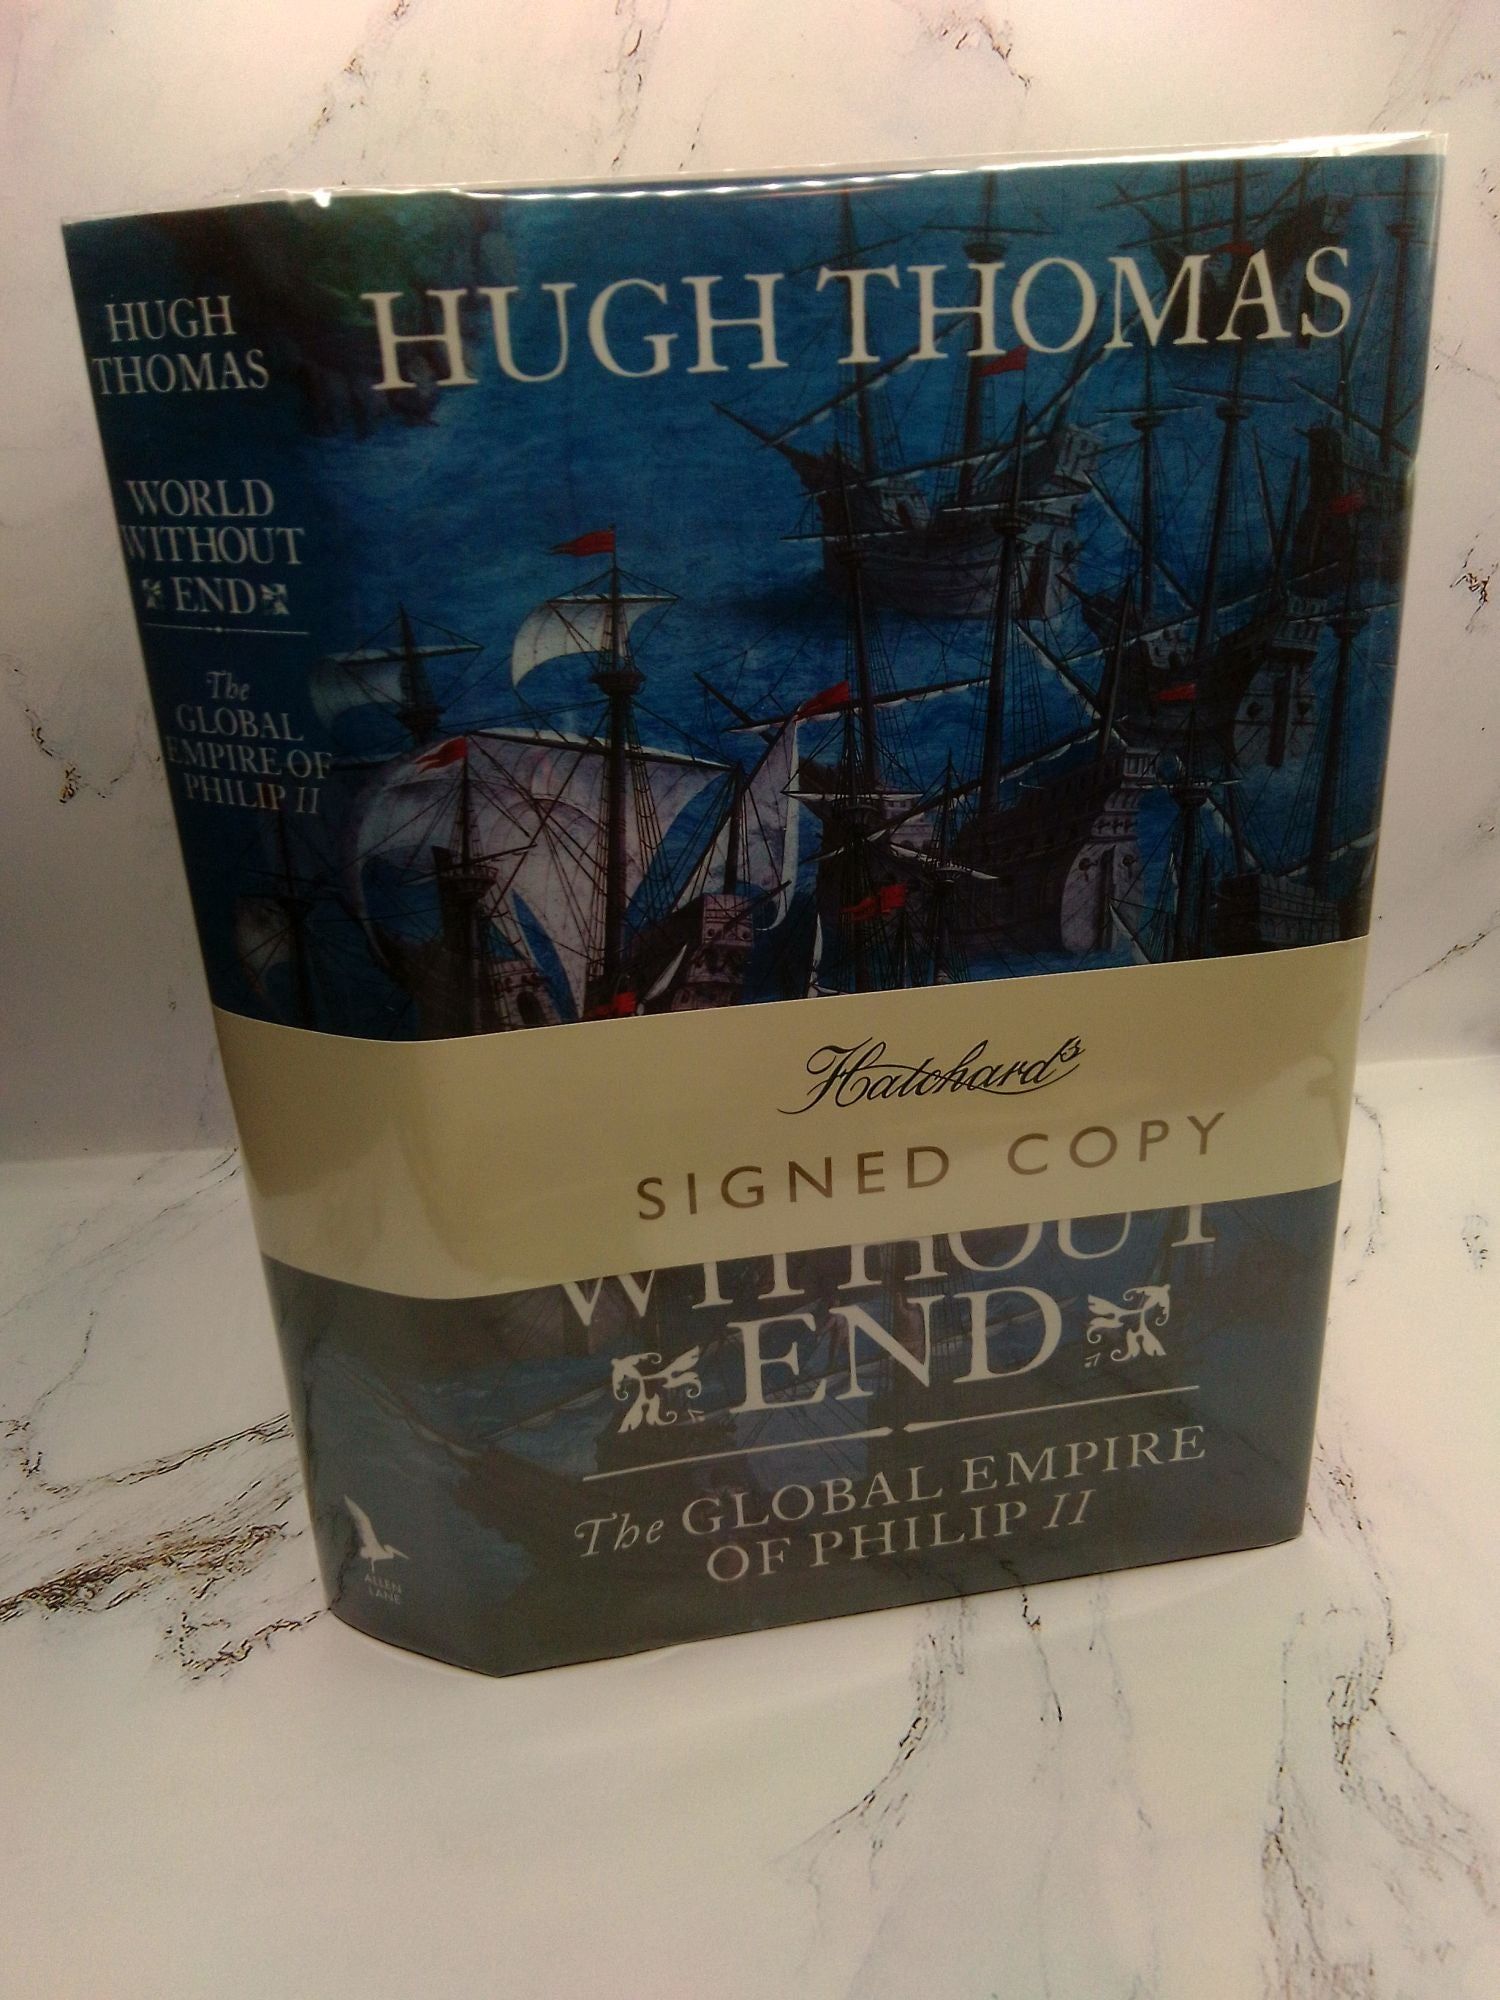 HUGH
THOMAS
WORLD
WITHOUT
END
The
GLOBAL
EMPIRE OF
PHILIP II
ALLEN
LANE
HUGH THOMAS
Hatchards
SIGNED COPY
WITHOUT
END
The GLOBAL EMPIRE
OF PHILIP II